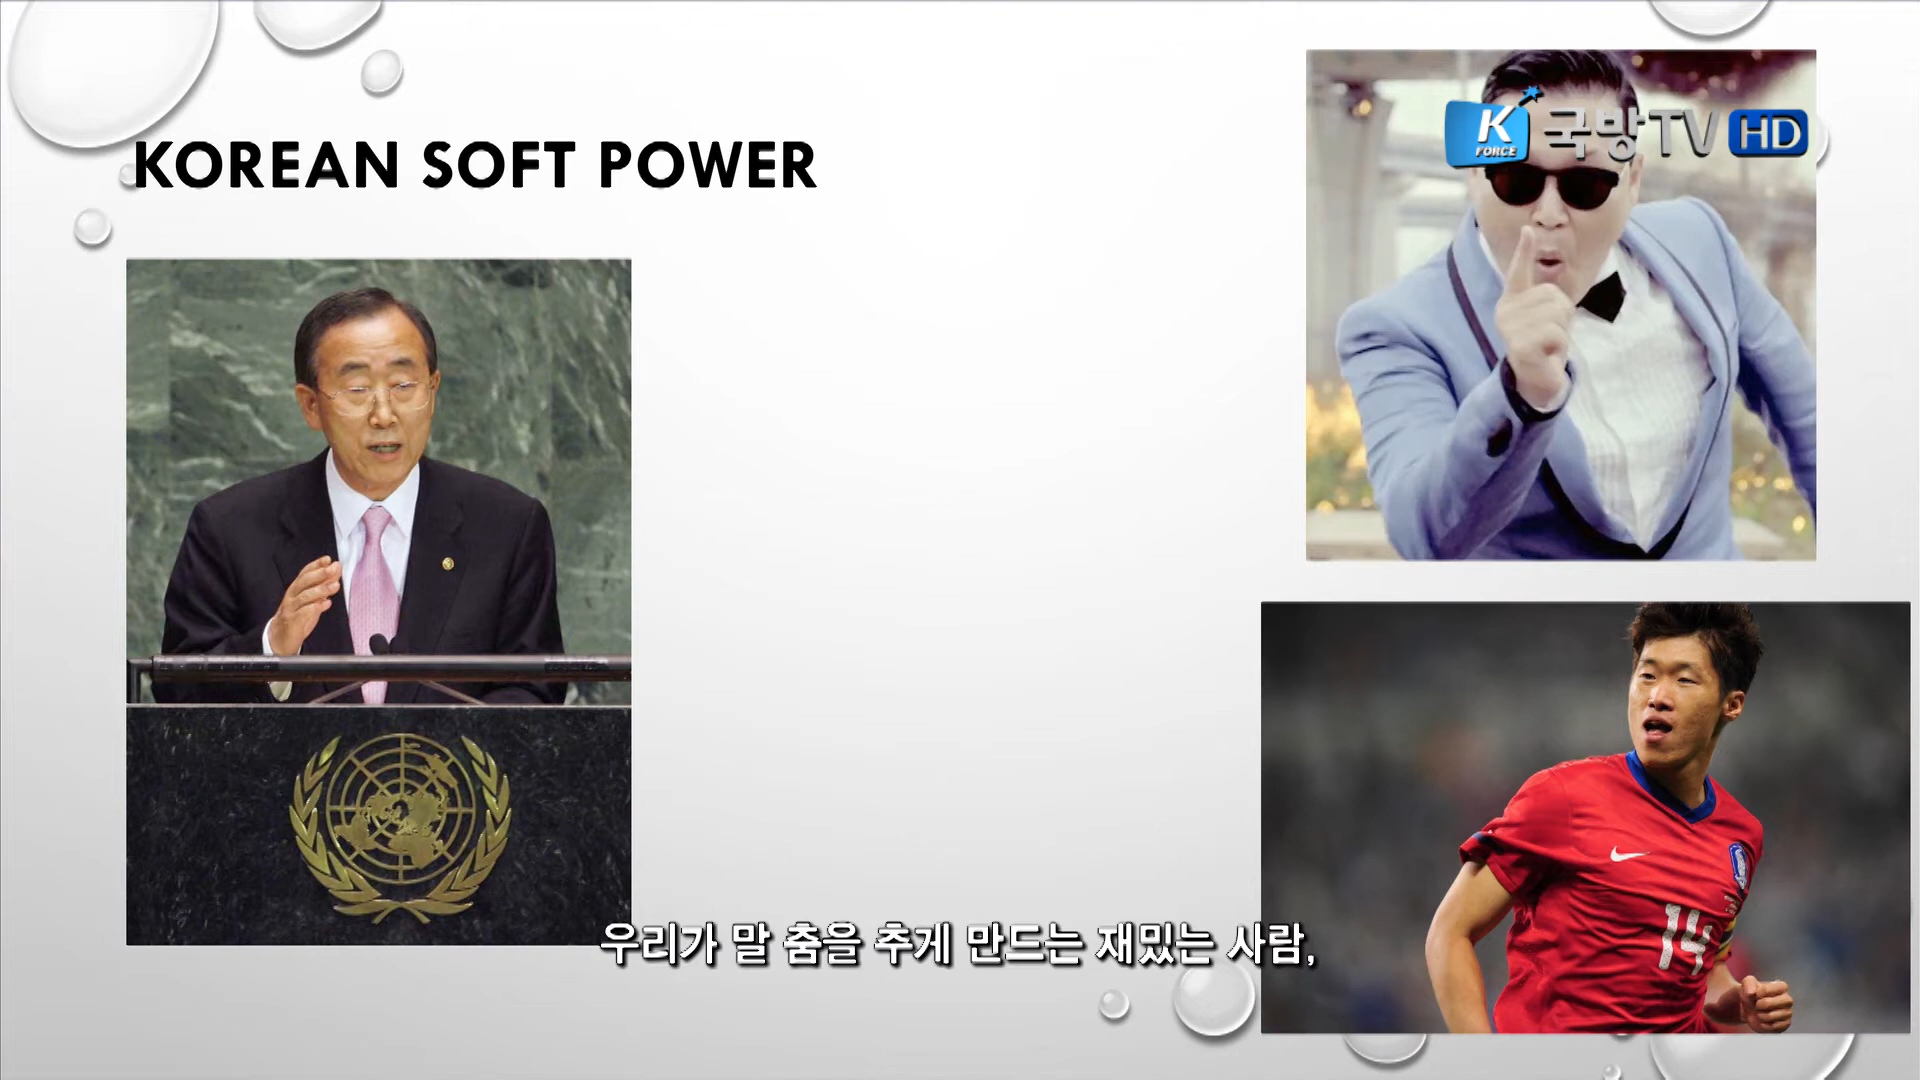 KOREAN SOFT POWER
K
FORCE
국방TV HD
14
우리가 말 춤을 추게 만드는 재밌는 사람,